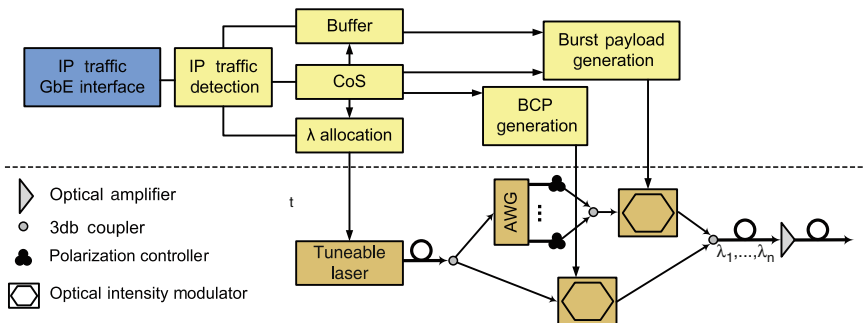 Buffer
IP traffic
GbE interface
IP traffic
detection
CoS
λ allocation
Burst payload
generation
BCP
generation
Optical amplifier
3db coupler
Polarization controller
Optical intensity modulator
t
Tuneable
laser
AWG
...
λ1,...,λn